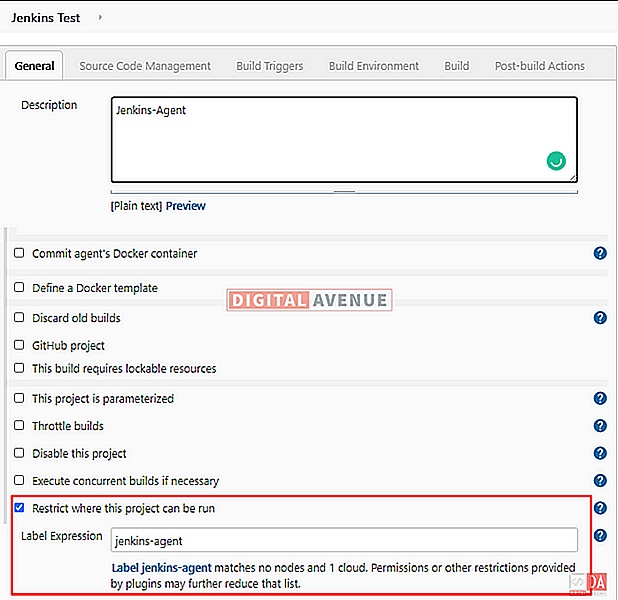 Jenkins Test
General Source Code Management Build Triggers Build Environment Build Post-build Actions
Description
Jenkins-Agent
[Plain text] Preview
Commit agent's Docker container ?
Define a Docker template
DIGITAL AVENUE
Discard old builds ?
GitHub project
This build requires lockable resources
This project is parameterized ?
Throttle builds ?
Disable this project ?
Execute concurrent builds if necessary ?
Restrict where this project can be run ?
Label Expression jenkins-agent ?
Label jenkins-agent matches no nodes and 1 cloud. Permissions or other restrictions provided
by plugins may further reduce that list.
DA